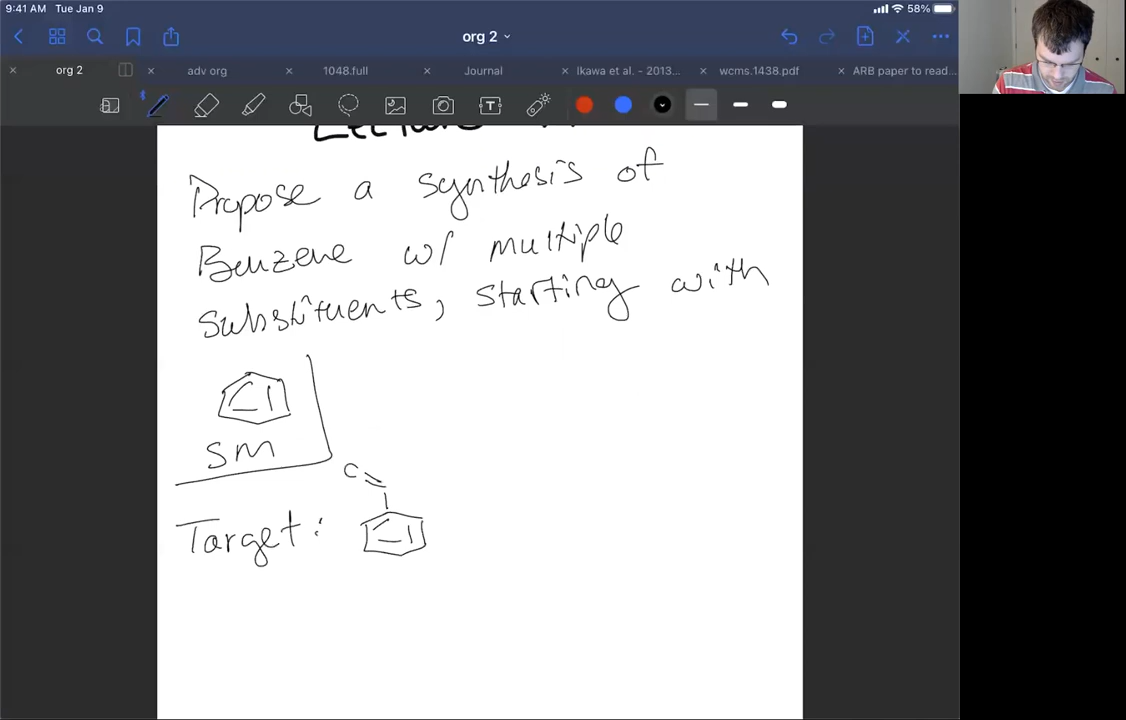 9:41 AM Tue Jan 9
58%
org 2
org 2
adv org
1048.full
Journal
Ikawa et al. - 2013...
wcms.1438.pdf
ARB paper to read...
Lecture
Propose a synthesis of
Benzene w/ multiple
substituents, starting with
SM
Target: